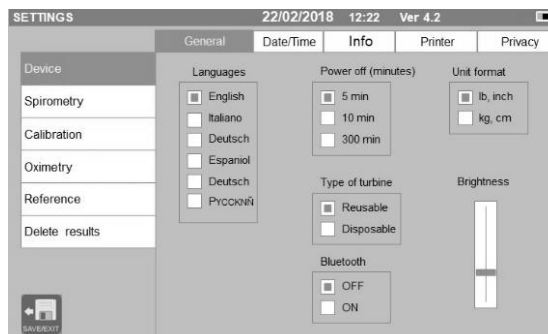 SETTINGS 22/02/2018 12:22 Ver 4.2
General Date/Time Info Printer Privacy
Device
Spirometry
Calibration
Oximetry
Reference
Delete results
SAVE/EXIT
Languages
English
Italiano
Deutsch
Espaniol
Deutsch
Русский
Power off (minutes)
5 min
10 min
300 min
Type of turbine
Reusable
Disposable
Bluetooth
OFF
ON
Unit format
lb, inch
kg, cm
Brightness